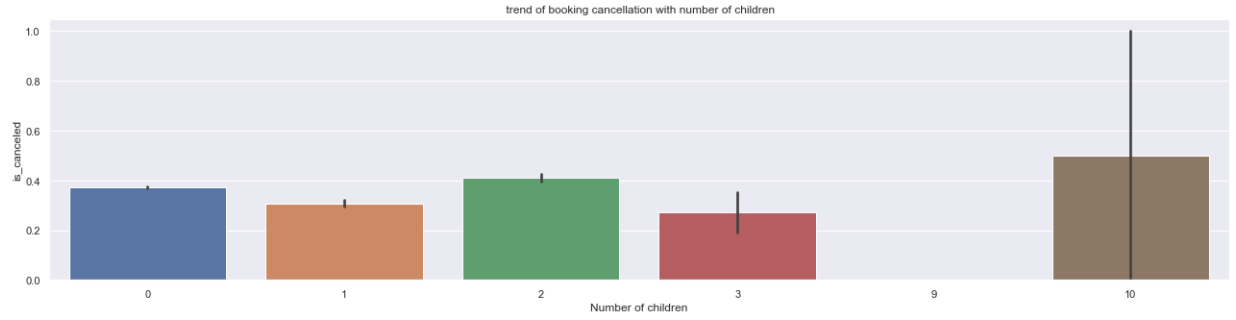 trend of booking cancellation with number of children
1.0
0.8
0.6
0.4
0.2
0.0
is_canceled
0 1 2 3 9 10
Number of children